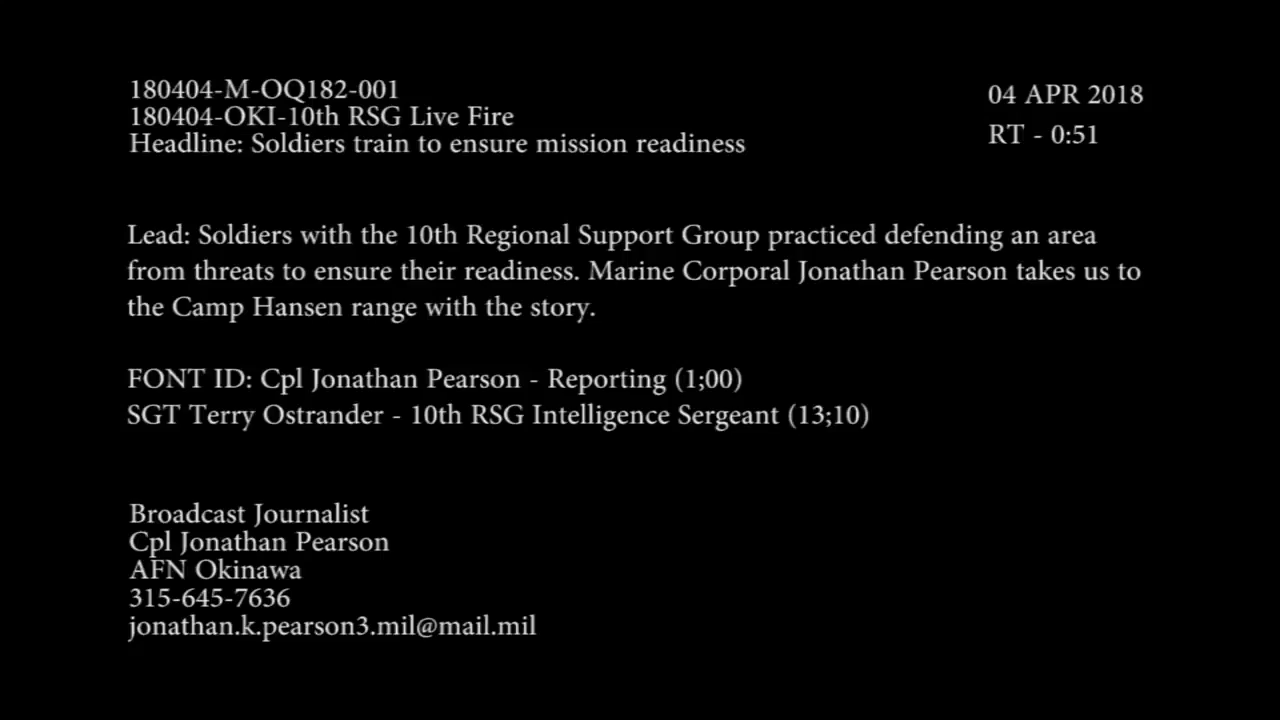 180404-M-OQ182-001
180404-OKI-10th RSG Live Fire
Headline: Soldiers train to ensure mission readiness
04 APR 2018
RT - 0:51
Lead: Soldiers with the 10th Regional Support Group practiced defending an area
from threats to ensure their readiness. Marine Corporal Jonathan Pearson takes us to
the Camp Hansen range with the story.
FONT ID: Cpl Jonathan Pearson - Reporting (1;00)
SGT Terry Ostrander - 10th RSG Intelligence Sergeant (13;10)
Broadcast Journalist
Cpl Jonathan Pearson
AFN Okinawa
315-645-7636
jonathan.k.pearson3.mil@mail.mil